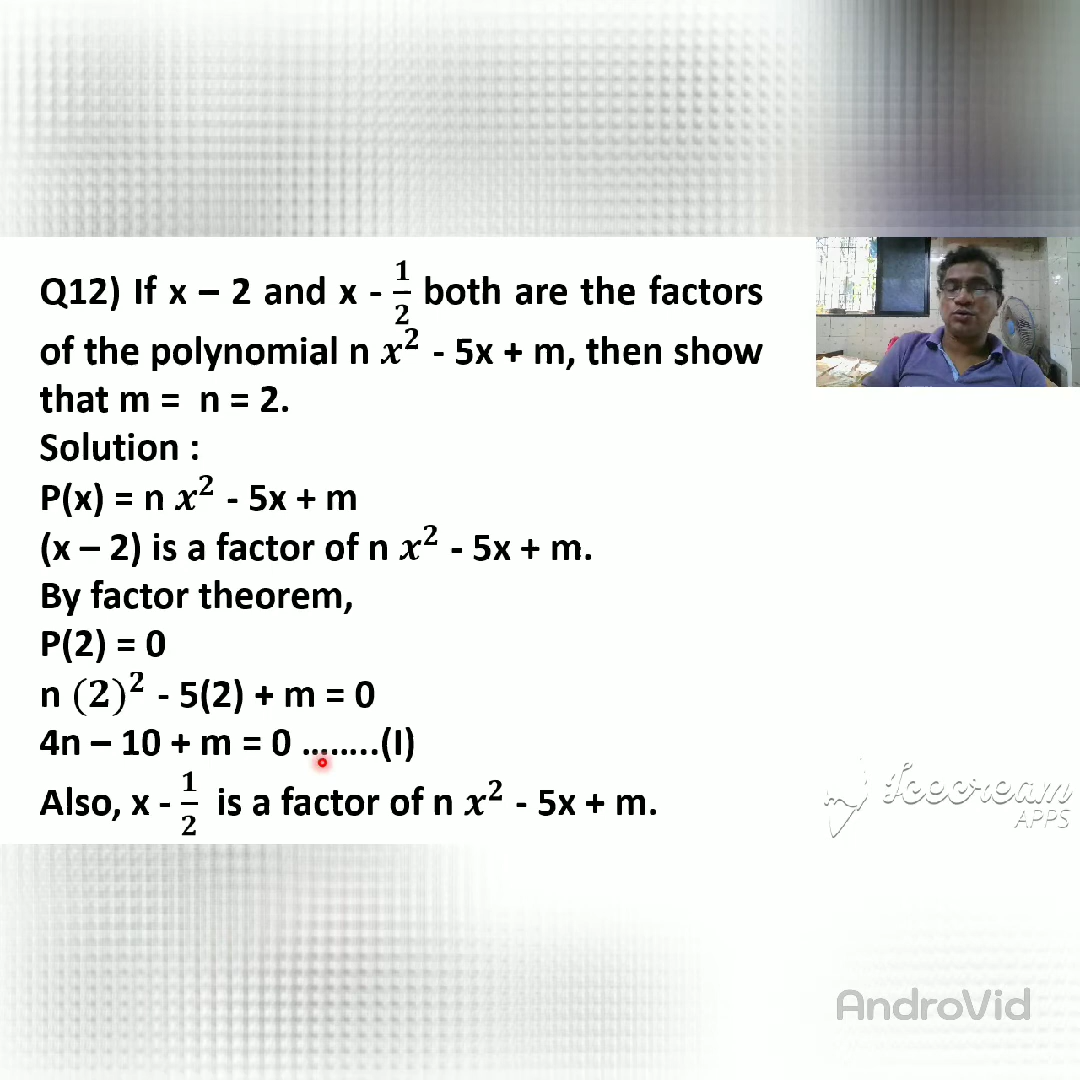 Q12) If x – 2 and x - 1/2 both are the factors
of the polynomial n x² - 5x + m, then show
that m = n = 2.
Solution :
P(x) = n x² - 5x + m
(x – 2) is a factor of n x² - 5x + m.
By factor theorem,
P(2) = 0
n (2)² - 5(2) + m = 0
4n – 10 + m = 0 ........(I)
Also, x - 1/2 is a factor of n x² - 5x + m.
Icecream
APPS
AndroVid